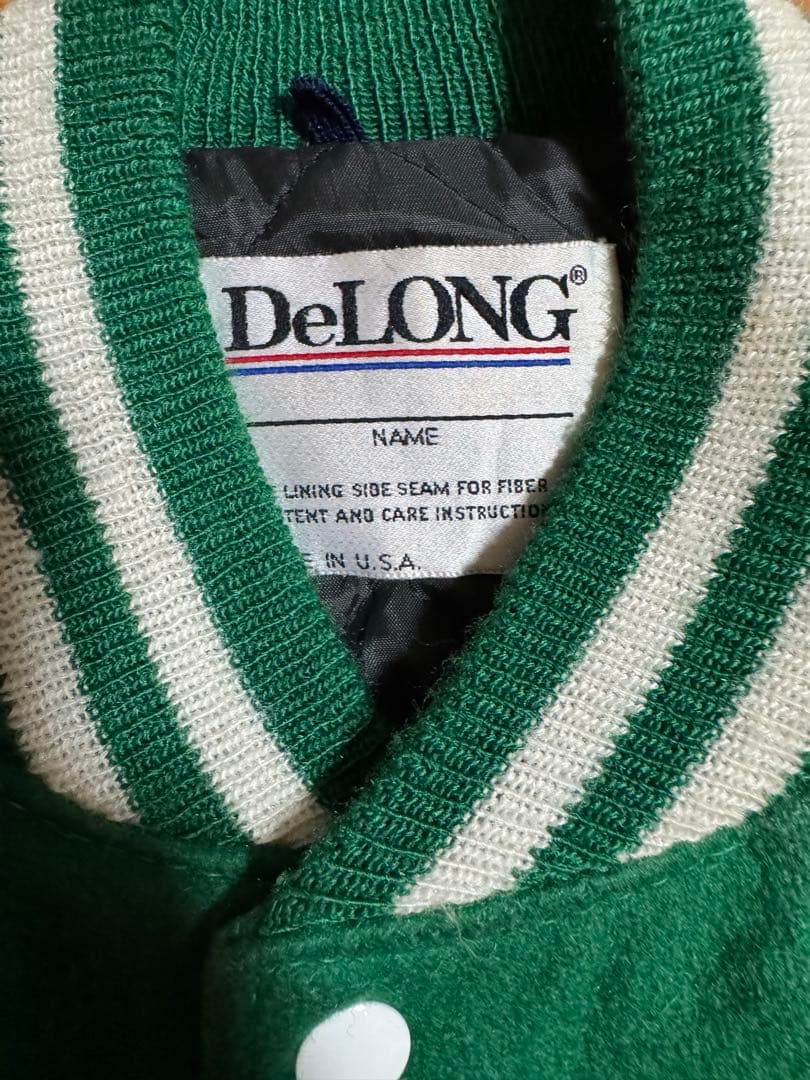 DeLONG®
NAME
LINING SIDE SEAM FOR FIBER
TENT AND CARE INSTRUCTIO
E IN U.S.A.